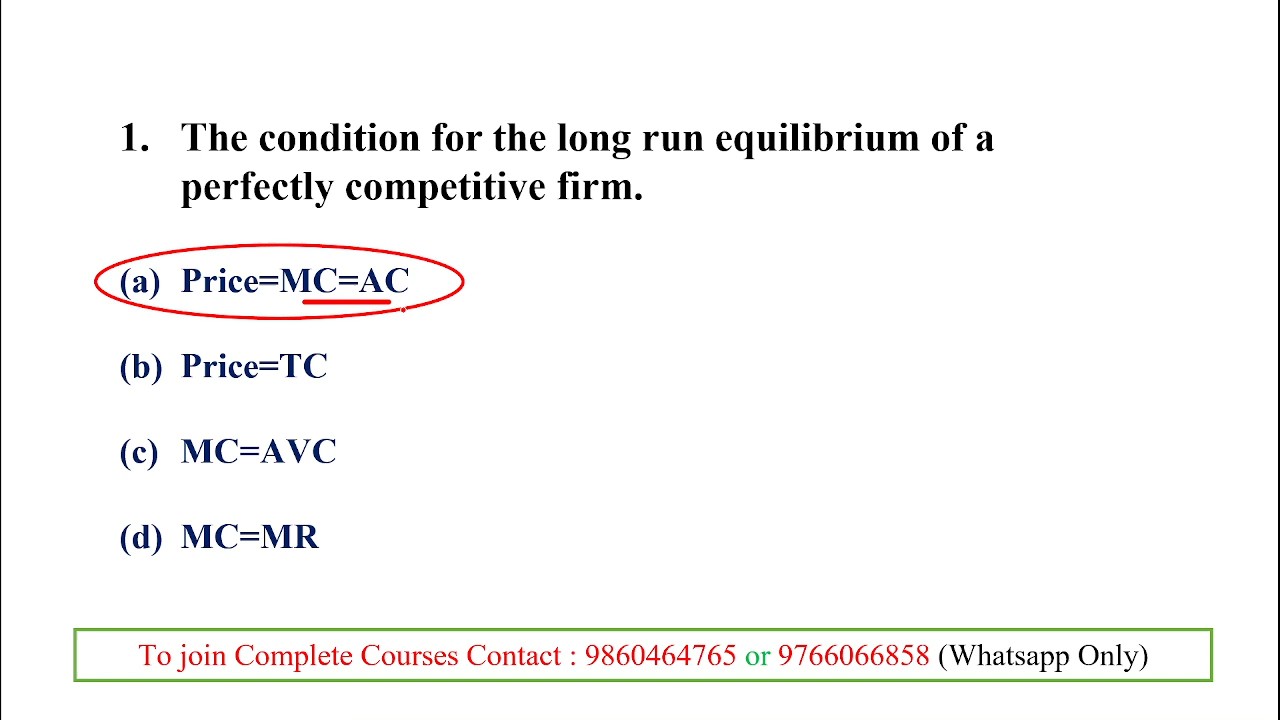 1. The condition for the long run equilibrium of a
perfectly competitive firm.
(a) Price=MC=AC
(b) Price=TC
(c) MC=AVC
(d) MC=MR
To join Complete Courses Contact : 9860464765 or 9766066858 (Whatsapp Only)